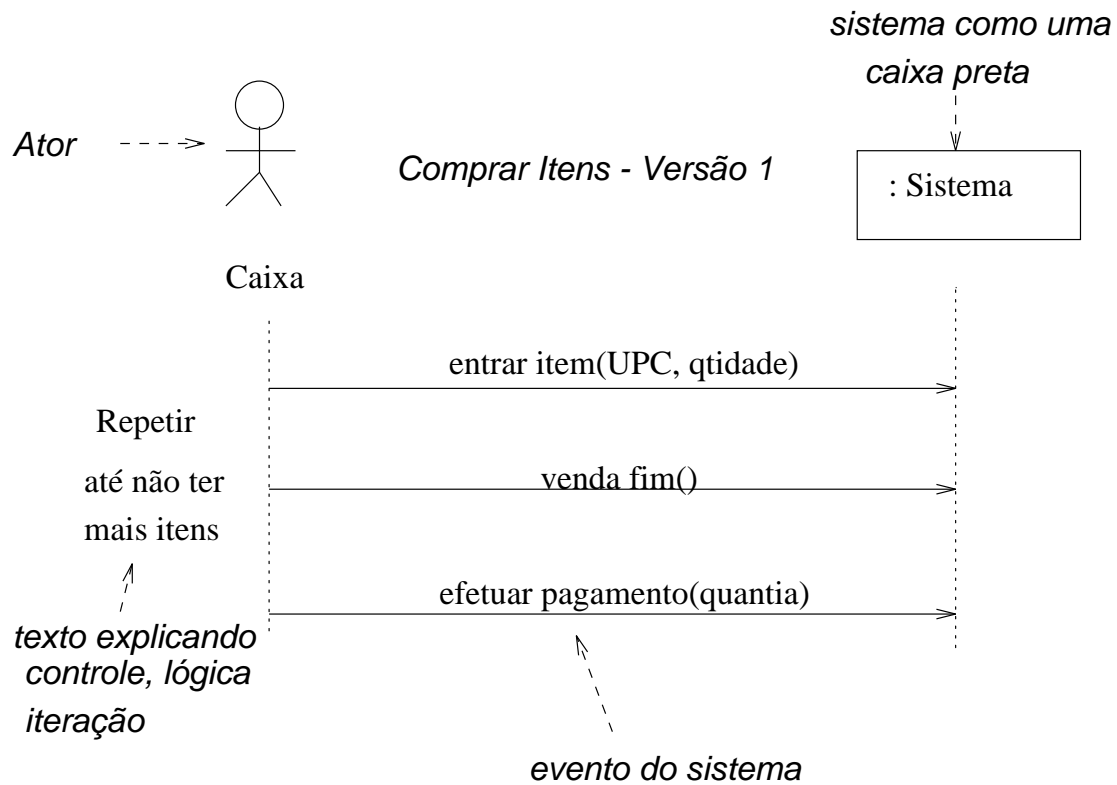 sistema como uma
caixa preta
Ator
Comprar Itens - Versão 1
: Sistema
Caixa
entrar item(UPC, qtidade)
Repetir
até não ter
mais itens
venda fim()
efetuar pagamento(quantia)
texto explicando
controle, lógica
iteração
evento do sistema